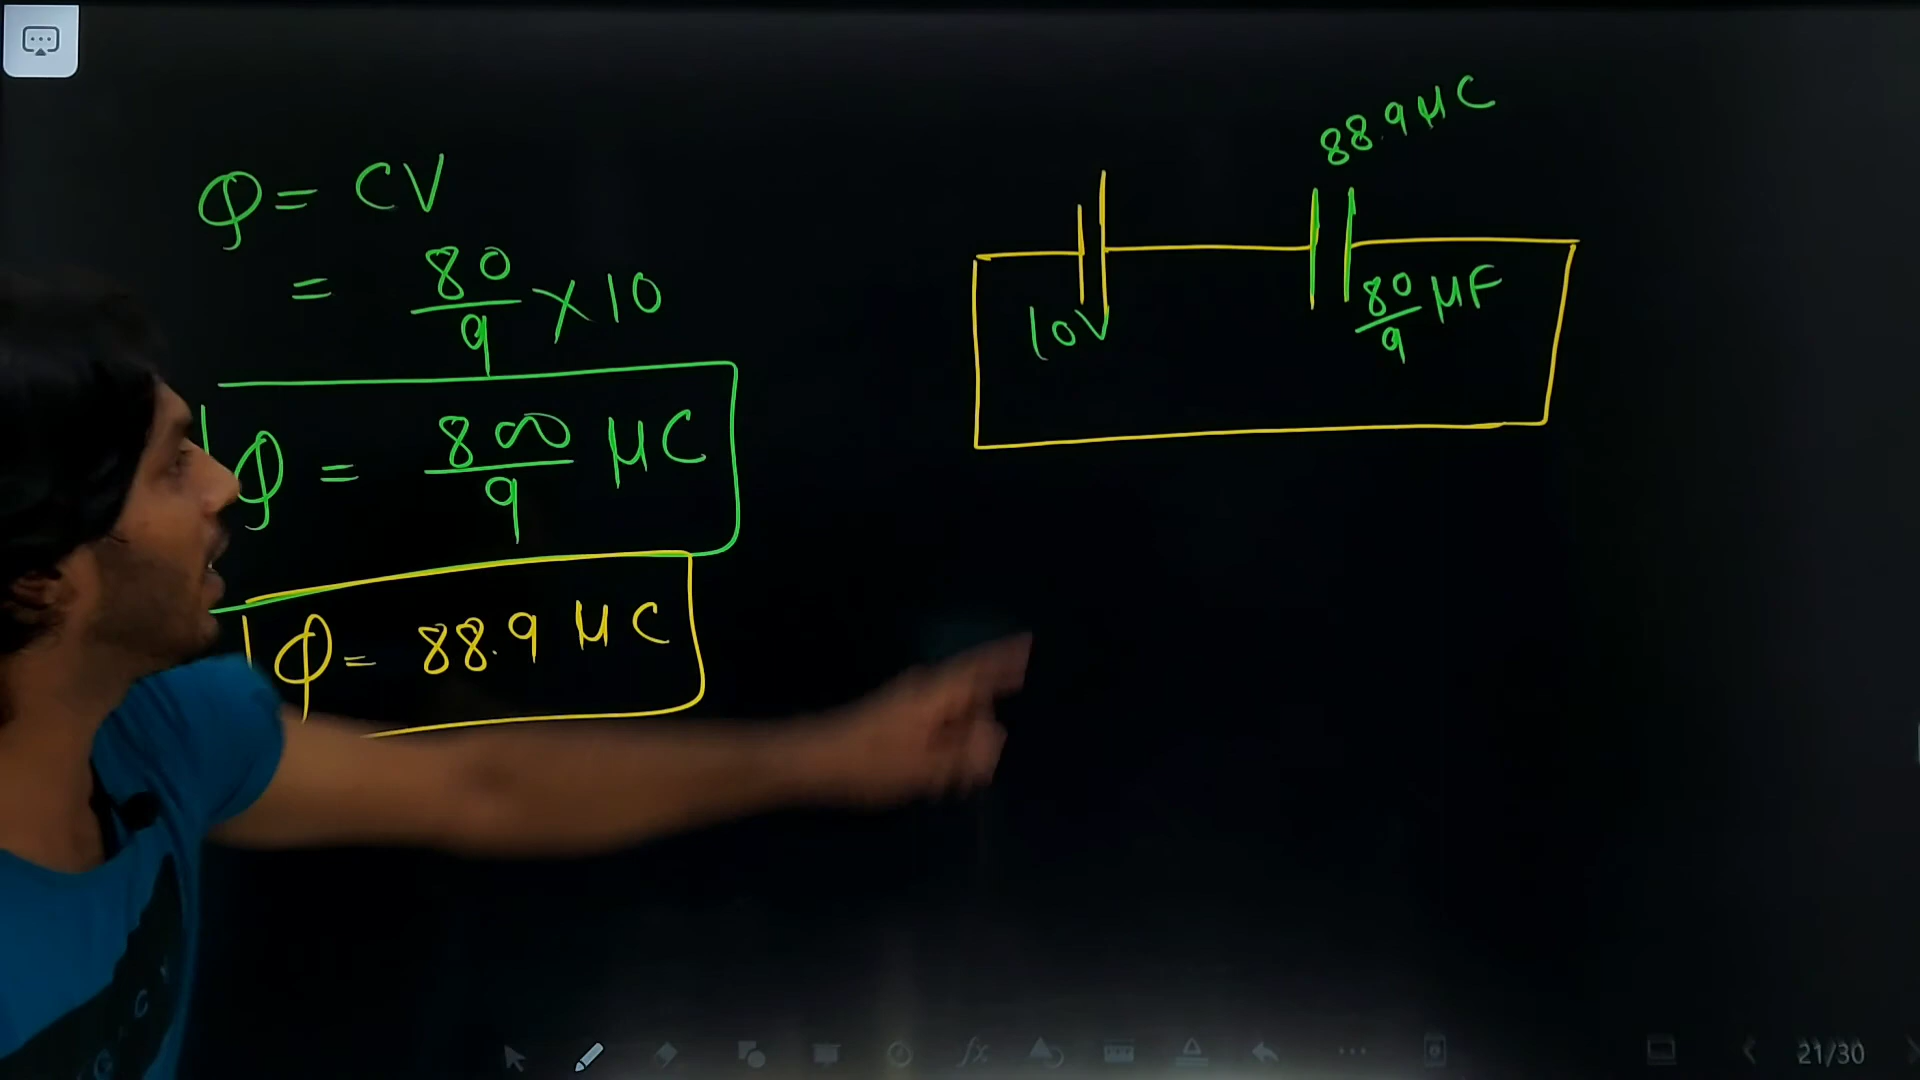 Q = CV
= 80/9 × 10
Q = 800/9 μC
Q = 88.9 μC
88.9 μC
10V
80/9 μF
21/30